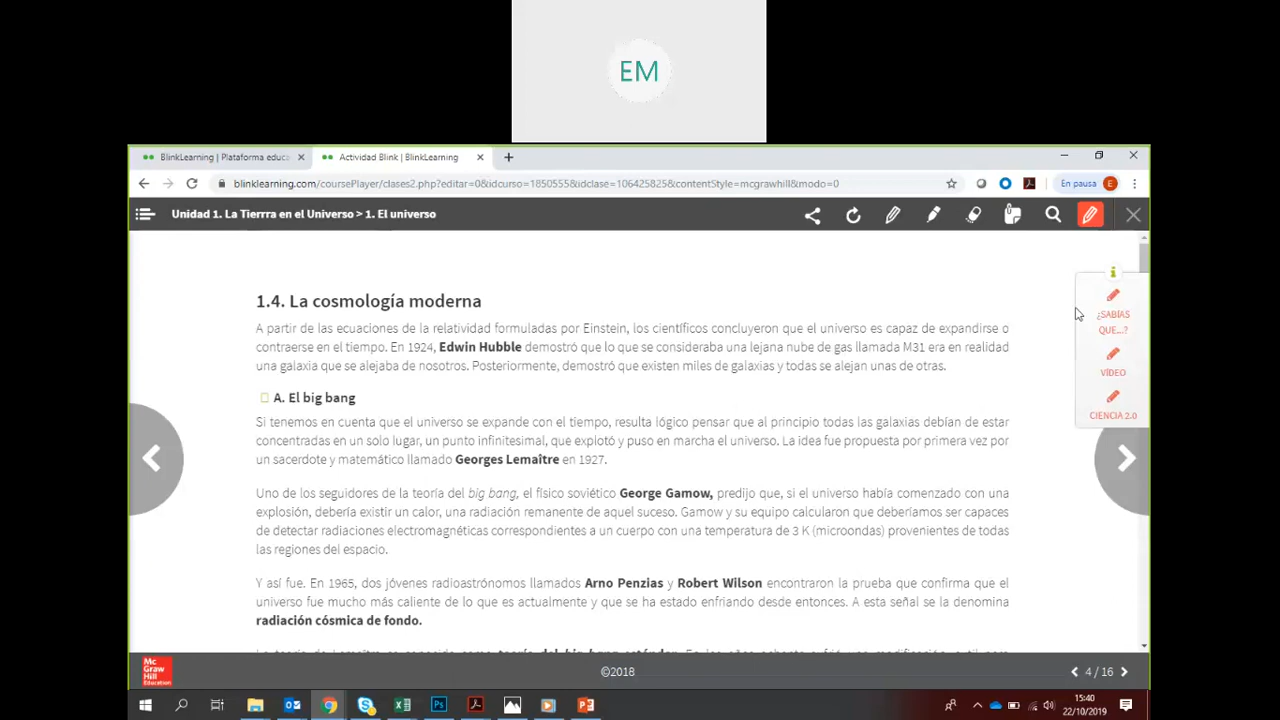 EM
BlinkLearning | Plataforma educ
Actividad Blink | BlinkLearning
blinklearning.com/coursePlayer/clases2.php?editar=0&idcurso=1850555&idclase=106425825&contentStyle=mcgrawhill&modo=0
En pausa
E
Unidad 1. La Tierrra en el Universo > 1. El universo
1.4. La cosmología moderna
A partir de las ecuaciones de la relatividad formuladas por Einstein, los científicos concluyeron que el universo es capaz de expandirse o
contraerse en el tiempo. En 1924, Edwin Hubble demostró que lo que se consideraba una lejana nube de gas llamada M31 era en realidad
una galaxia que se alejaba de nosotros. Posteriormente, demostró que existen miles de galaxias y todas se alejan unas de otras.
A. El big bang
Si tenemos en cuenta que el universo se expande con el tiempo, resulta lógico pensar que al principio todas las galaxias debían de estar
concentradas en un solo lugar, un punto infinitesimal, que explotó y puso en marcha el universo. La idea fue propuesta por primera vez por
un sacerdote y matemático llamado Georges Lemaître en 1927.
Uno de los seguidores de la teoría del big bang, el físico soviético George Gamow, predijo que, si el universo había comenzado con una
explosión, debería existir un calor, una radiación remanente de aquel suceso. Gamow y su equipo calcularon que deberíamos ser capaces
de detectar radiaciones electromagnéticas correspondientes a un cuerpo con una temperatura de 3 K (microondas) provenientes de todas
las regiones del espacio.
Y así fue. En 1965, dos jóvenes radioastrónomos llamados Arno Penzias y Robert Wilson encontraron la prueba que confirma que el
universo fue mucho más caliente de lo que es actualmente y que se ha estado enfriando desde entonces. A esta señal se la denomina
radiación cósmica de fondo.
¿SABÍAS
QUE...?
VÍDEO
CIENCIA 2.0
Mc
Graw
Hill
Education
©2018
4 / 16
15:40
22/10/2019